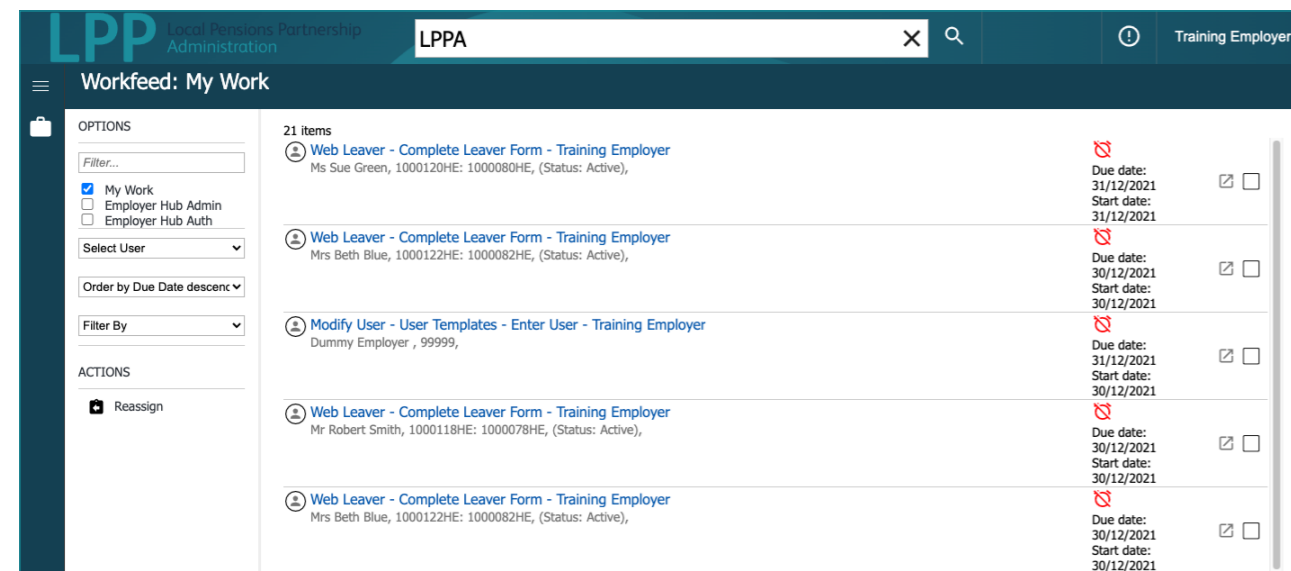 LPP Local Pensions Partnership
Administration
LPPA
Training Employer
Workfeed: My Work
OPTIONS
Filter...
My Work
Employer Hub Admin
Employer Hub Auth
Select User
Order by Due Date descenc
Filter By
ACTIONS
Reassign
21 items
Web Leaver - Complete Leaver Form - Training Employer
Ms Sue Green, 1000120HE: 1000080HE, (Status: Active),
Due date:
31/12/2021
Start date:
31/12/2021
Web Leaver - Complete Leaver Form - Training Employer
Mrs Beth Blue, 1000122HE: 1000082HE, (Status: Active),
Due date:
30/12/2021
Start date:
30/12/2021
Modify User - User Templates - Enter User - Training Employer
Dummy Employer , 99999,
Due date:
31/12/2021
Start date:
30/12/2021
Web Leaver - Complete Leaver Form - Training Employer
Mr Robert Smith, 1000118HE: 1000078HE, (Status: Active),
Due date:
30/12/2021
Start date:
30/12/2021
Web Leaver - Complete Leaver Form - Training Employer
Mrs Beth Blue, 1000122HE: 1000082HE, (Status: Active),
Due date:
30/12/2021
Start date:
30/12/2021